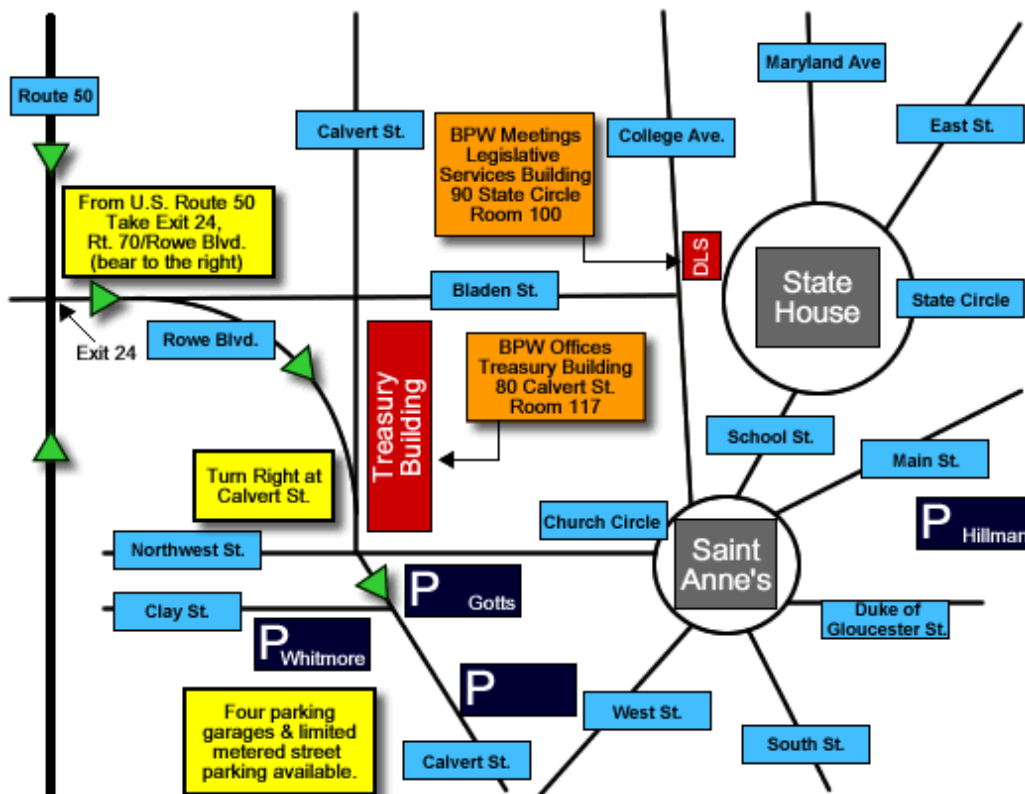 Maryland Ave
Route 50
East St.
Calvert St.
BPW Meetings
Legislative
Services Building
90 State Circle
Room 100
College Ave.
From U.S. Route 50
Take Exit 24,
Rt. 70/Rowe Blvd.
(bear to the right)
DLS
State
House
State Circle
Bladen St.
Exit 24
Rowe Blvd.
BPW Offices
Treasury Building
80 Calvert St.
Room 117
Treasury
Building
School St.
Main St.
Turn Right at
Calvert St.
Church Circle
P Hillman
Northwest St.
Saint
Anne's
P Gotts
Clay St.
Duke of
Gloucester St.
P Whitmore
P
Four parking
garages & limited
metered street
parking available.
West St.
South St.
Calvert St.